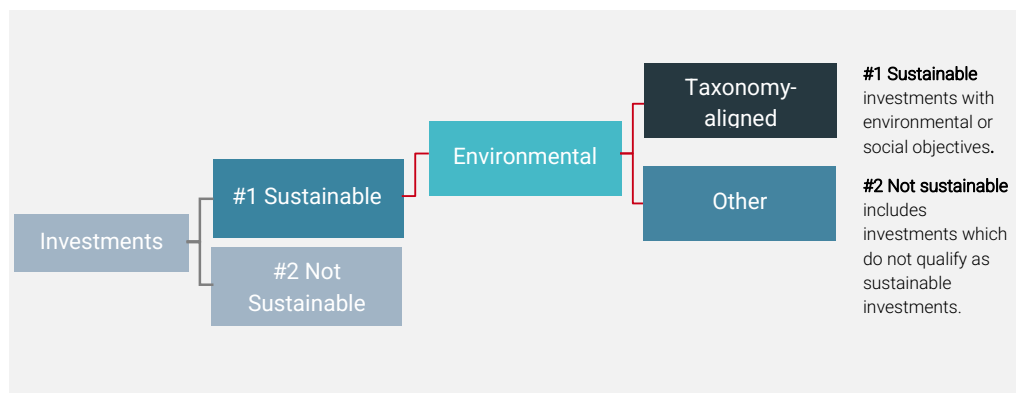 Investments
#1 Sustainable
#2 Not
Sustainable
Environmental
Taxonomy-
aligned
Other
#1 Sustainable
investments with
environmental or
social objectives.
#2 Not sustainable
includes
investments which
do not qualify as
sustainable
investments.